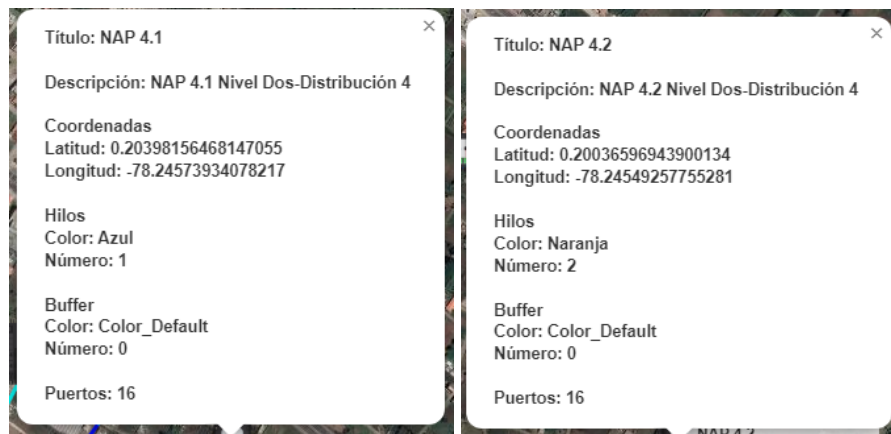 ×
Título: NAP 4.1
Descripción: NAP 4.1 Nivel Dos-Distribución 4
Coordenadas
Latitud: 0.20398156468147055
Longitud: -78.24573934078217
Hilos
Color: Azul
Número: 1
Buffer
Color: Color_Default
Número: 0
Puertos: 16
×
Título: NAP 4.2
Descripción: NAP 4.2 Nivel Dos-Distribución 4
Coordenadas
Latitud: 0.20036596943900134
Longitud: -78.24549257755281
Hilos
Color: Naranja
Número: 2
Buffer
Color: Color_Default
Número: 0
Puertos: 16